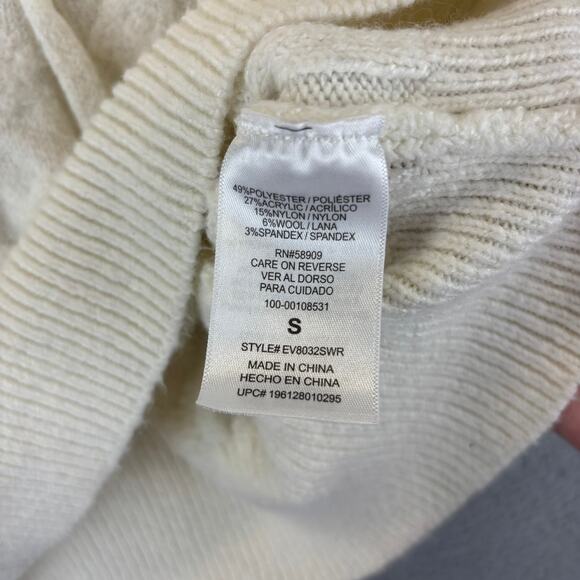 49%POLYESTER / POLIÉSTER
27%ACRYLIC / ACRÍLICO
15%NYLON / NYLON
6%WOOL / LANA
3%SPANDEX / SPANDEX
RN#58909
CARE ON REVERSE
VER AL DORSO
PARA CUIDADO
100-00108531
S
STYLE# EV8032SWR
MADE IN CHINA
HECHO EN CHINA
UPC# 196128010295